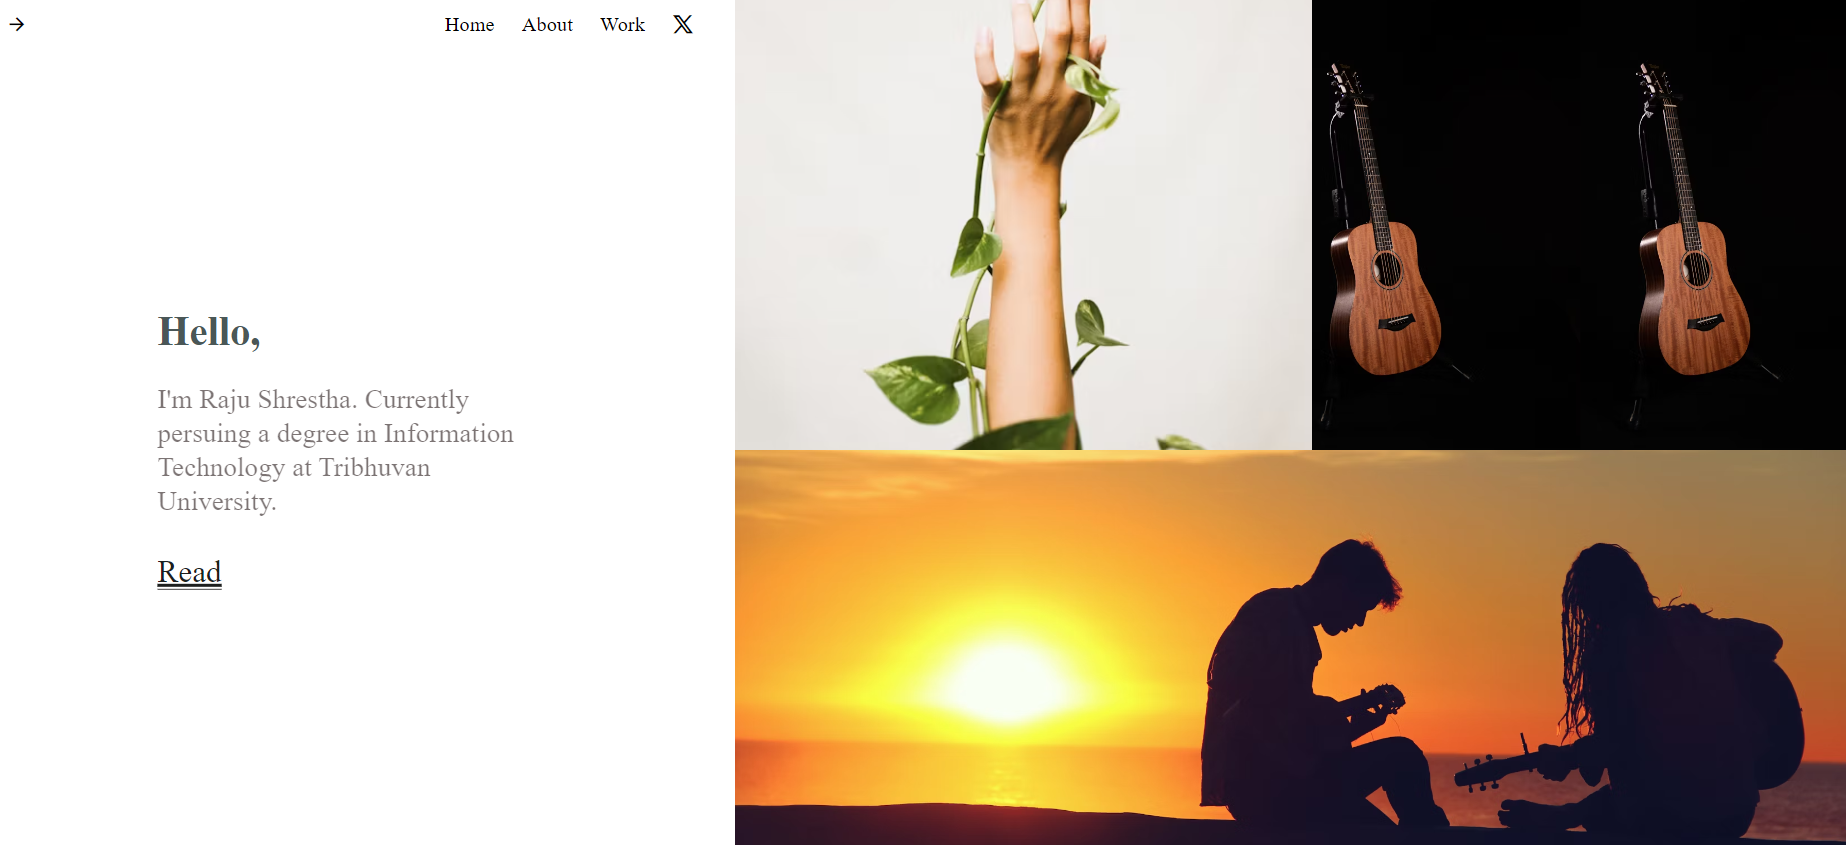 Home About Work
Hello,
I'm Raju Shrestha. Currently
persuing a degree in Information
Technology at Tribhuvan
University.
Read